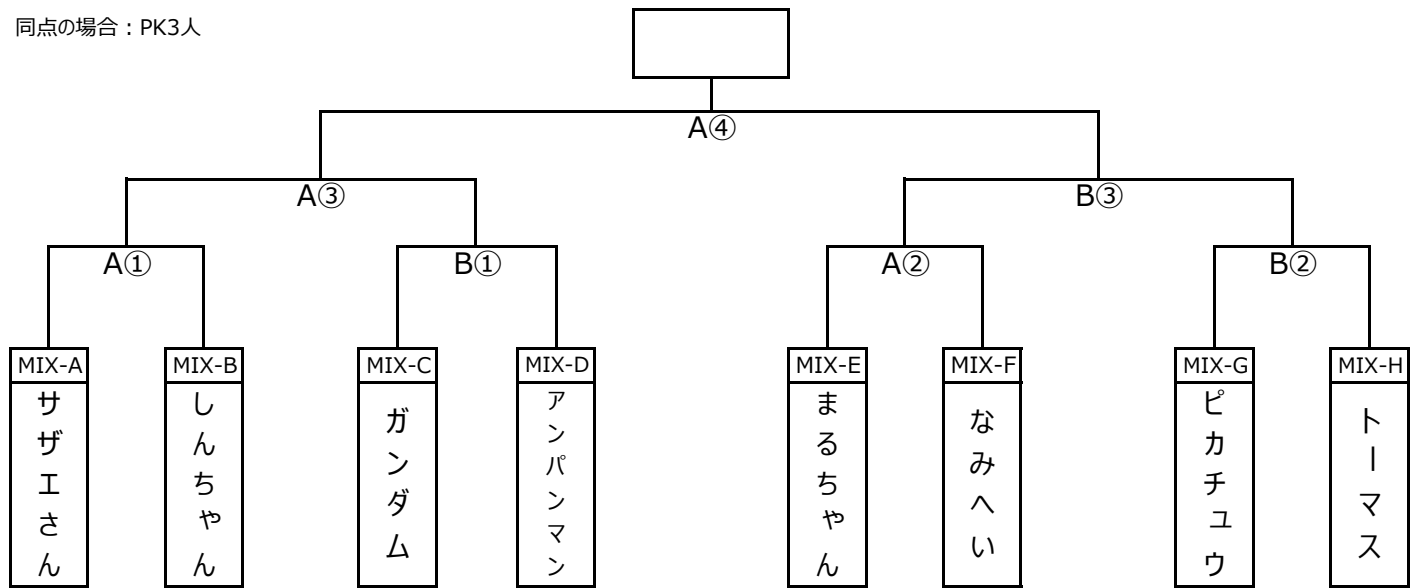 同点の場合：PK3人
A④
A③
B③
A①
B①
A②
B②
MIX-A
MIX-B
MIX-C
MIX-D
MIX-E
MIX-F
MIX-G
MIX-H
サザエさん
しんちゃん
ガンダム
アンパンマン
まるちゃん
なみへい
ピカチュウ
トーマス